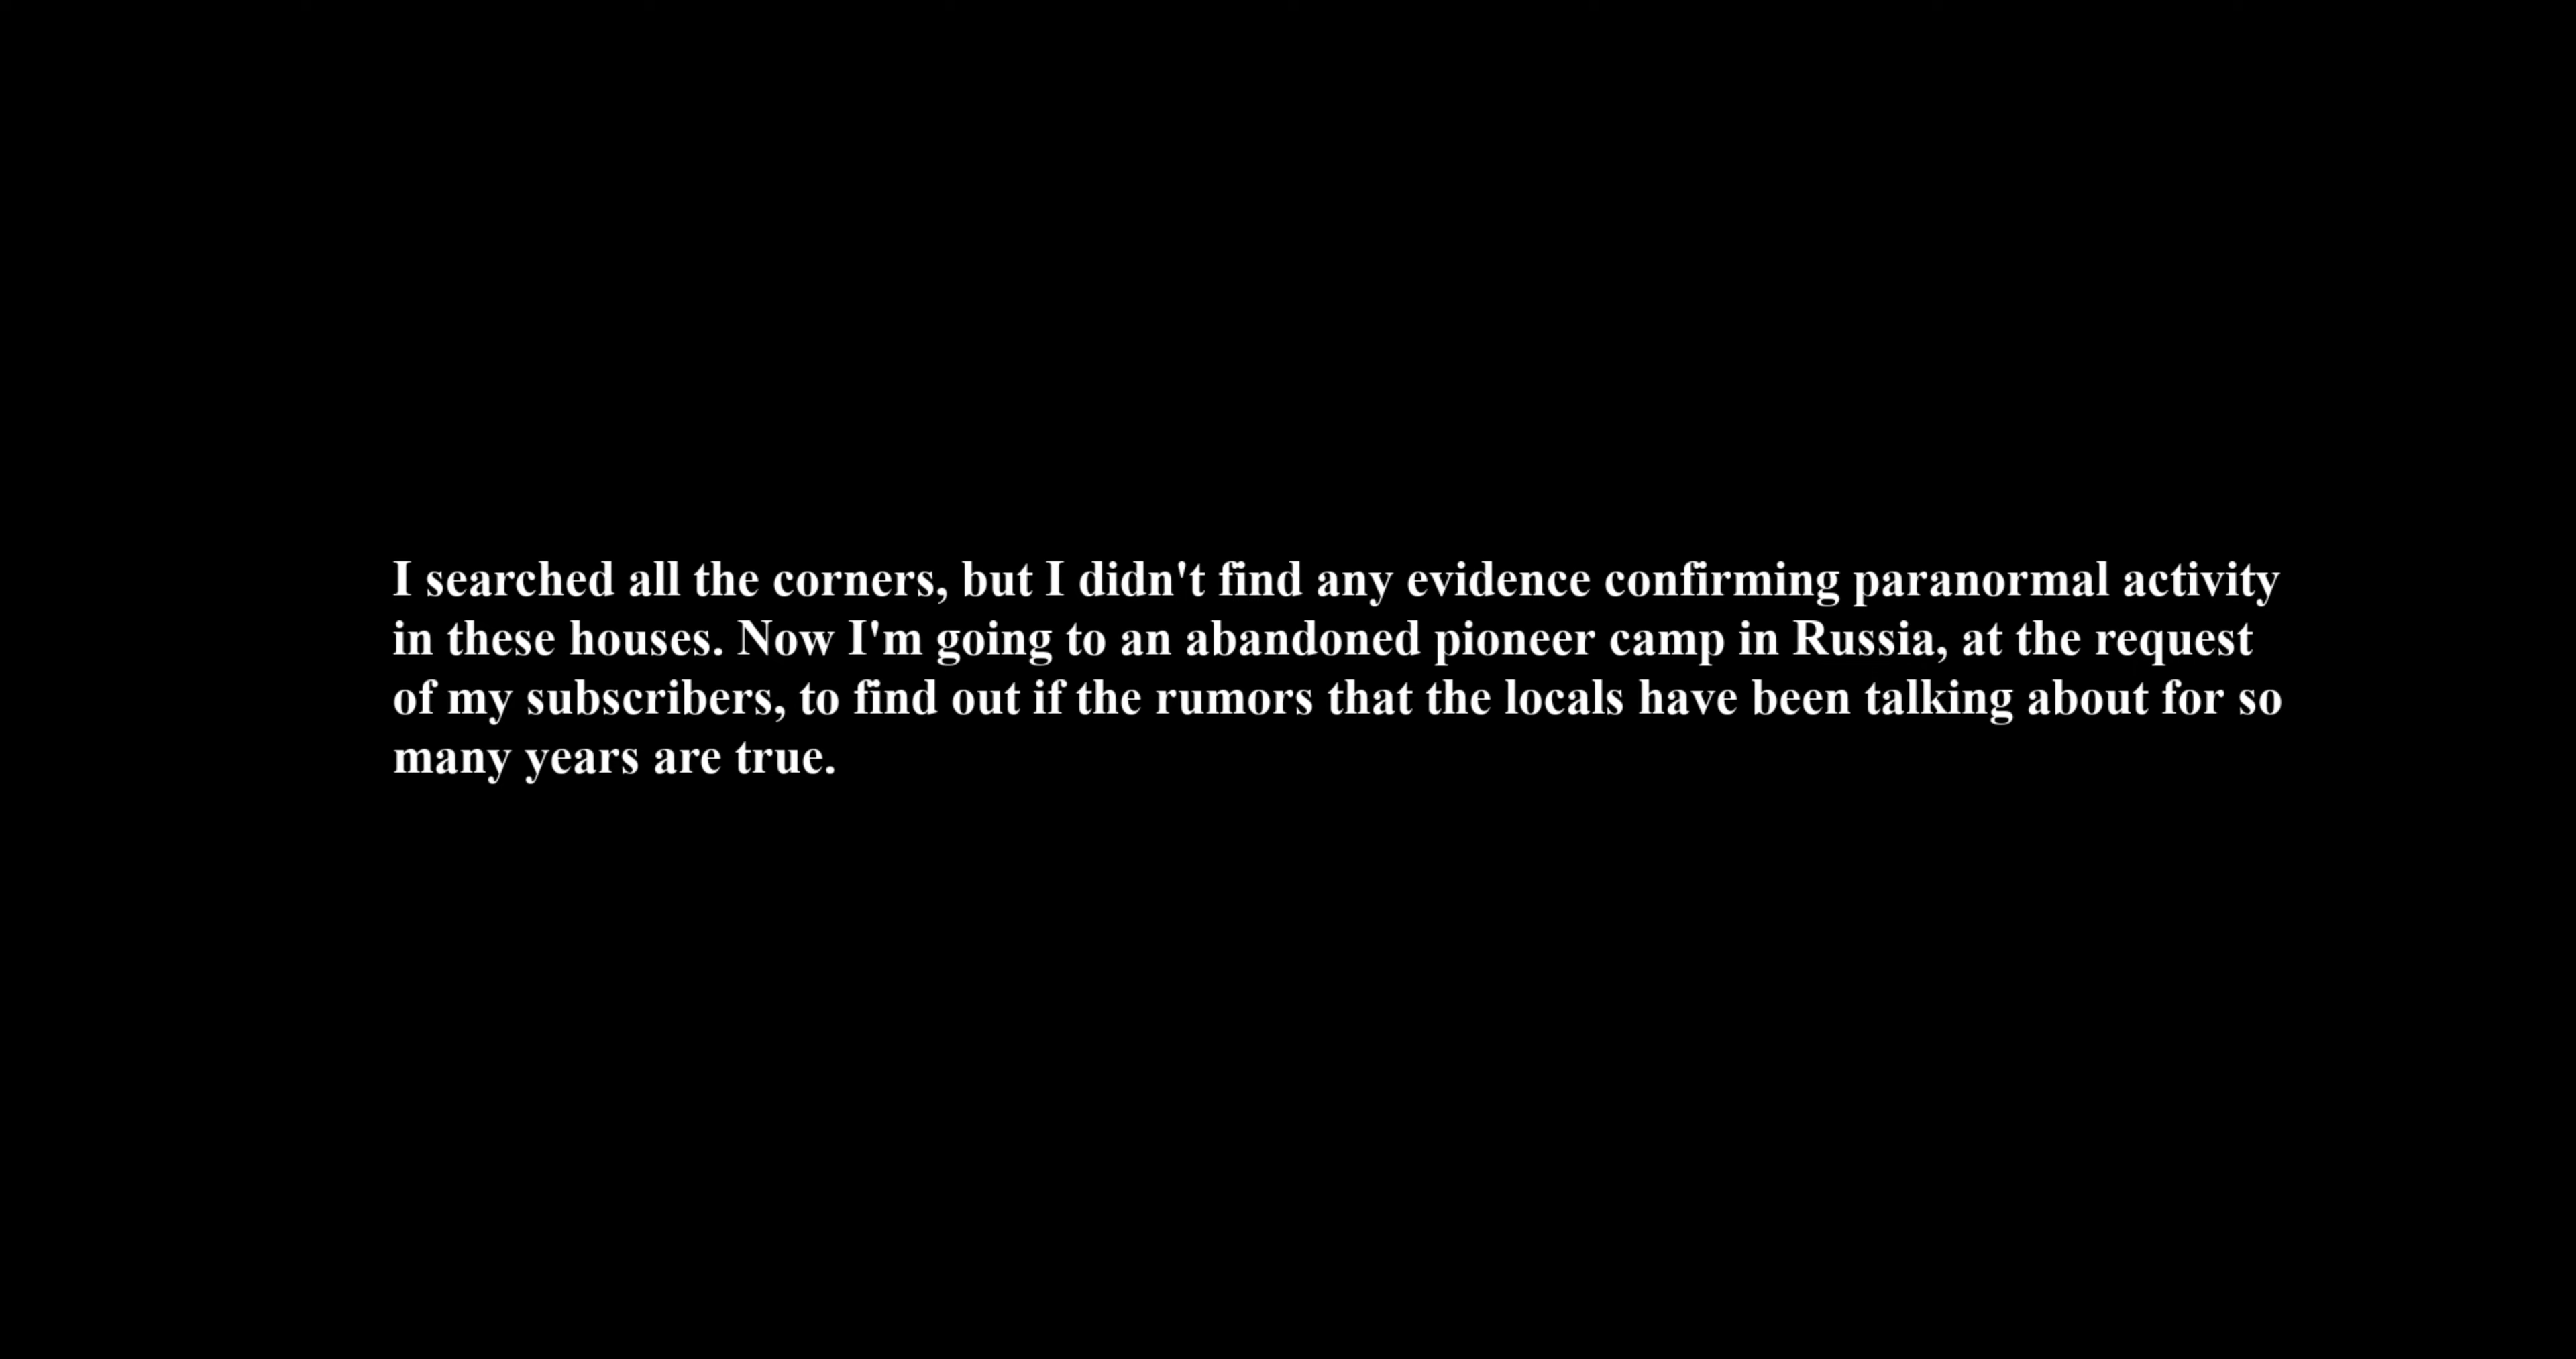 I searched all the corners, but I didn't find any evidence confirming paranormal activity
in these houses. Now I'm going to an abandoned pioneer camp in Russia, at the request
of my subscribers, to find out if the rumors that the locals have been talking about for so
many years are true.